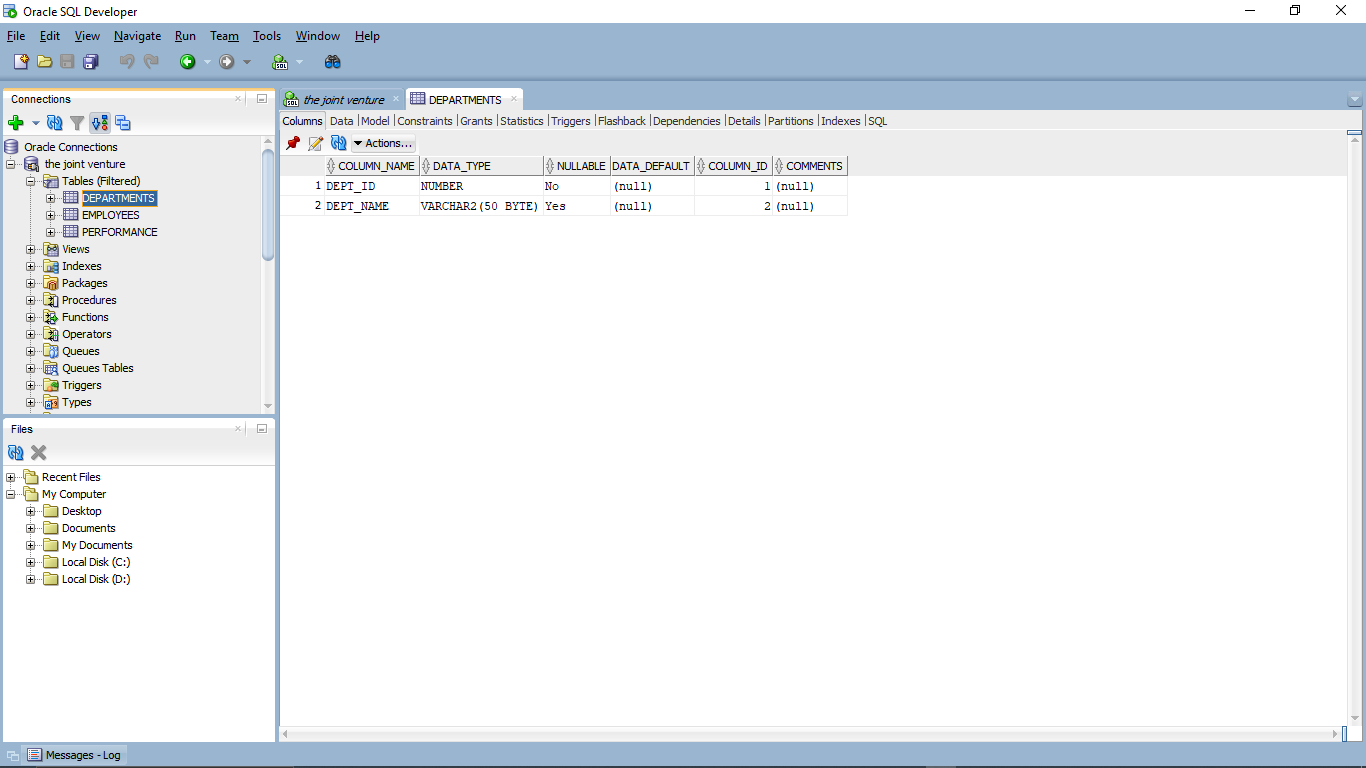 Oracle SQL Developer
File Edit View Navigate Run Team Tools Window Help
Connections
Oracle Connections
the joint venture
Tables (Filtered)
DEPARTMENTS
EMPLOYEES
PERFORMANCE
Views
Indexes
Packages
Procedures
Functions
Operators
Queues
Queues Tables
Triggers
Types
Files
Recent Files
My Computer
Desktop
Documents
My Documents
Local Disk (C:)
Local Disk (D:)
the joint venture DEPARTMENTS
Columns Data Model Constraints Grants Statistics Triggers Flashback Dependencies Details Partitions Indexes SQL
Actions...
COLUMN_NAME DATA_TYPE NULLABLE DATA_DEFAULT COLUMN_ID COMMENTS
1 DEPT_ID NUMBER No (null) 1 (null)
2 DEPT_NAME VARCHAR2(50 BYTE) Yes (null) 2 (null)
Messages - Log